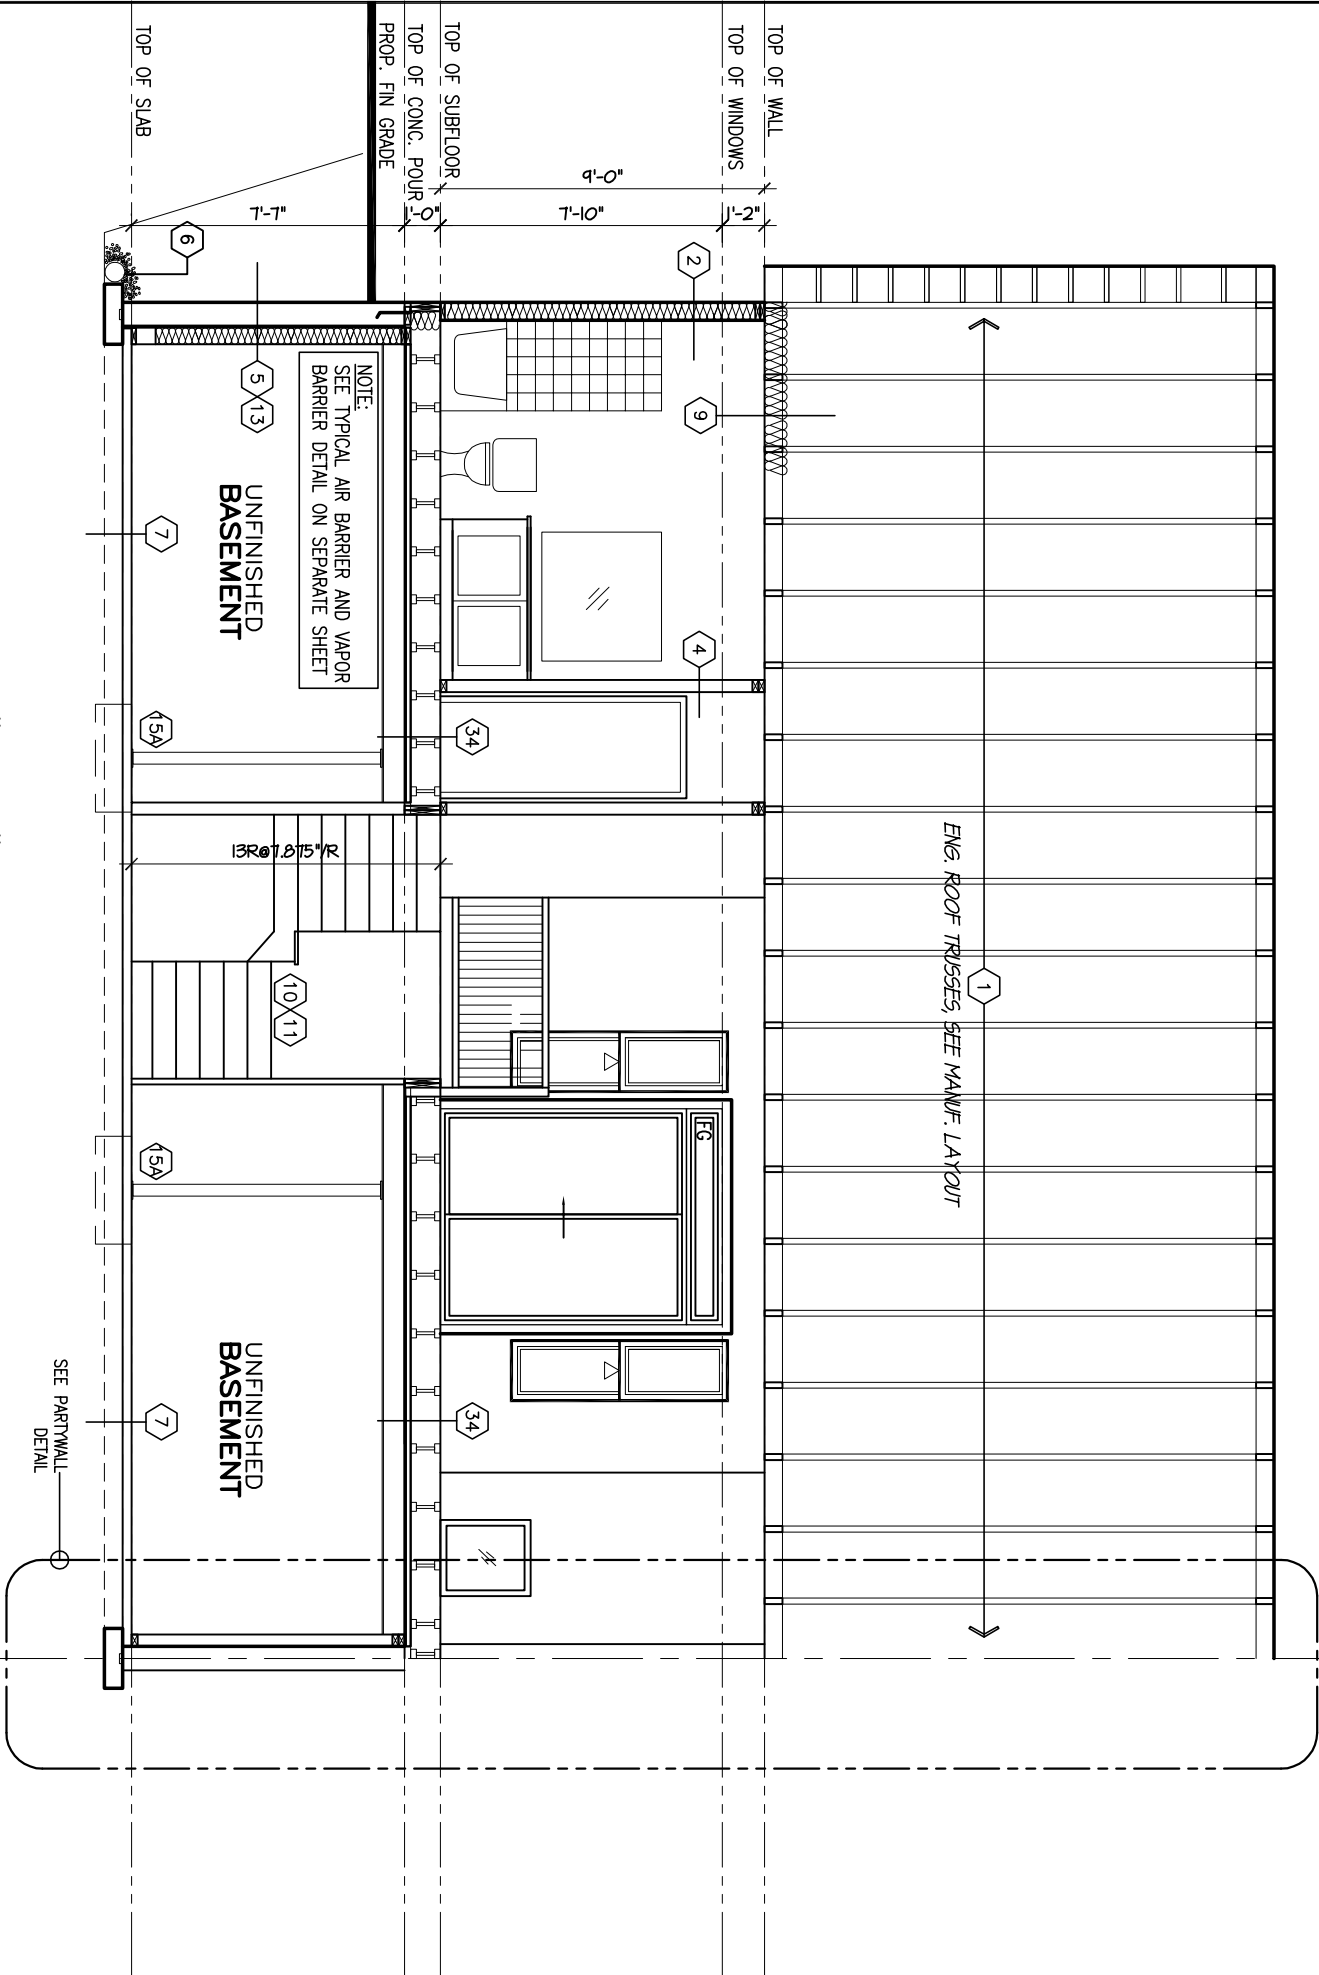 TOP OF WALL
TOP OF WINDOWS
TOP OF SUBFLOOR
TOP OF CONC. POUR
PROP. FIN GRADE
TOP OF SLAB
9'-0"
1'-2"
7'-10"
1'-0"
7'-7"
1
ENG. ROOF TRUSSES, SEE MANUF. LAYOUT
2
9
4
34
FG
34
6
5
13
NOTE:
SEE TYPICAL AIR BARRIER AND VAPOR
BARRIER DETAIL ON SEPARATE SHEET
UNFINISHED
BASEMENT
7
15A
13R@7.875"/R
10
11
15A
UNFINISHED
BASEMENT
7
SEE PARTYWALL
DETAIL